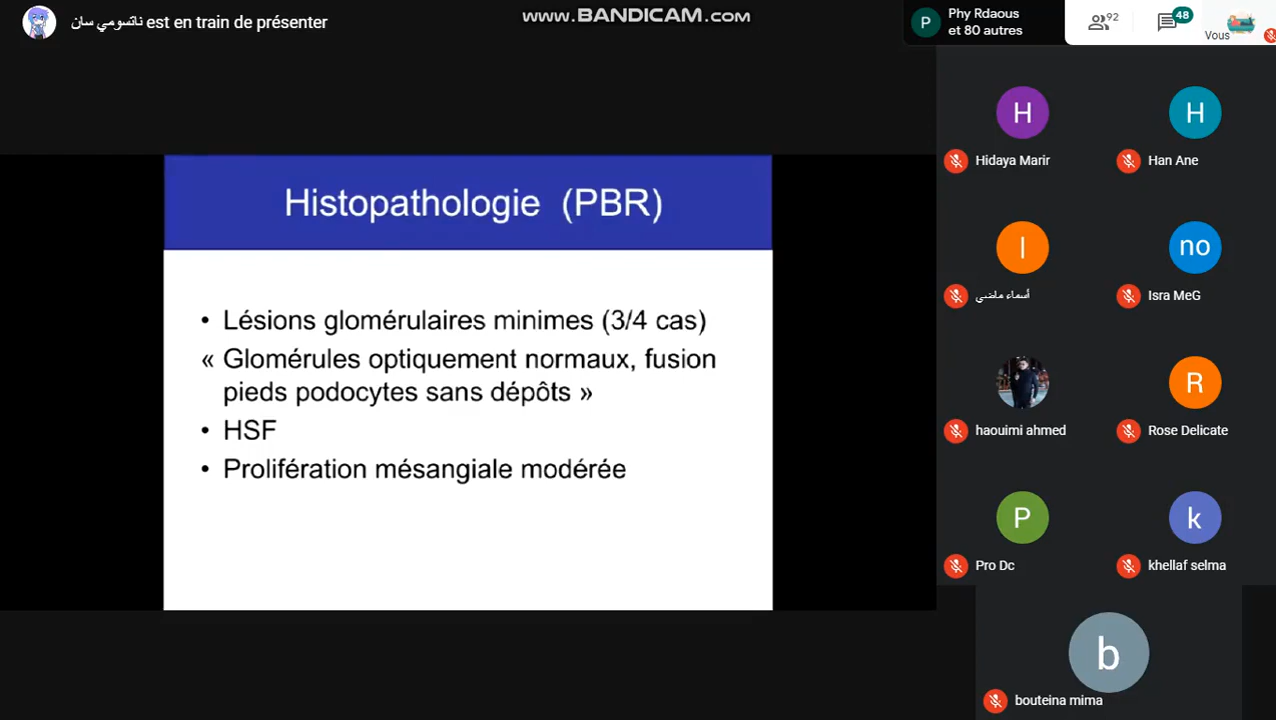 ناتسومي سان est en train de présenter
www.BANDICAM.com
P
Phy Rdaous
et 80 autres
92
48
Vous
Histopathologie (PBR)
• Lésions glomérulaires minimes (3/4 cas)
« Glomérules optiquement normaux, fusion
pieds podocytes sans dépôts »
• HSF
• Prolifération mésangiale modérée
H
Hidaya Marir
H
Han Ane
I
أسماء ماضي
no
Isra MeG
haouimi ahmed
R
Rose Delicate
P
Pro Dc
k
khellaf selma
b
bouteina mima